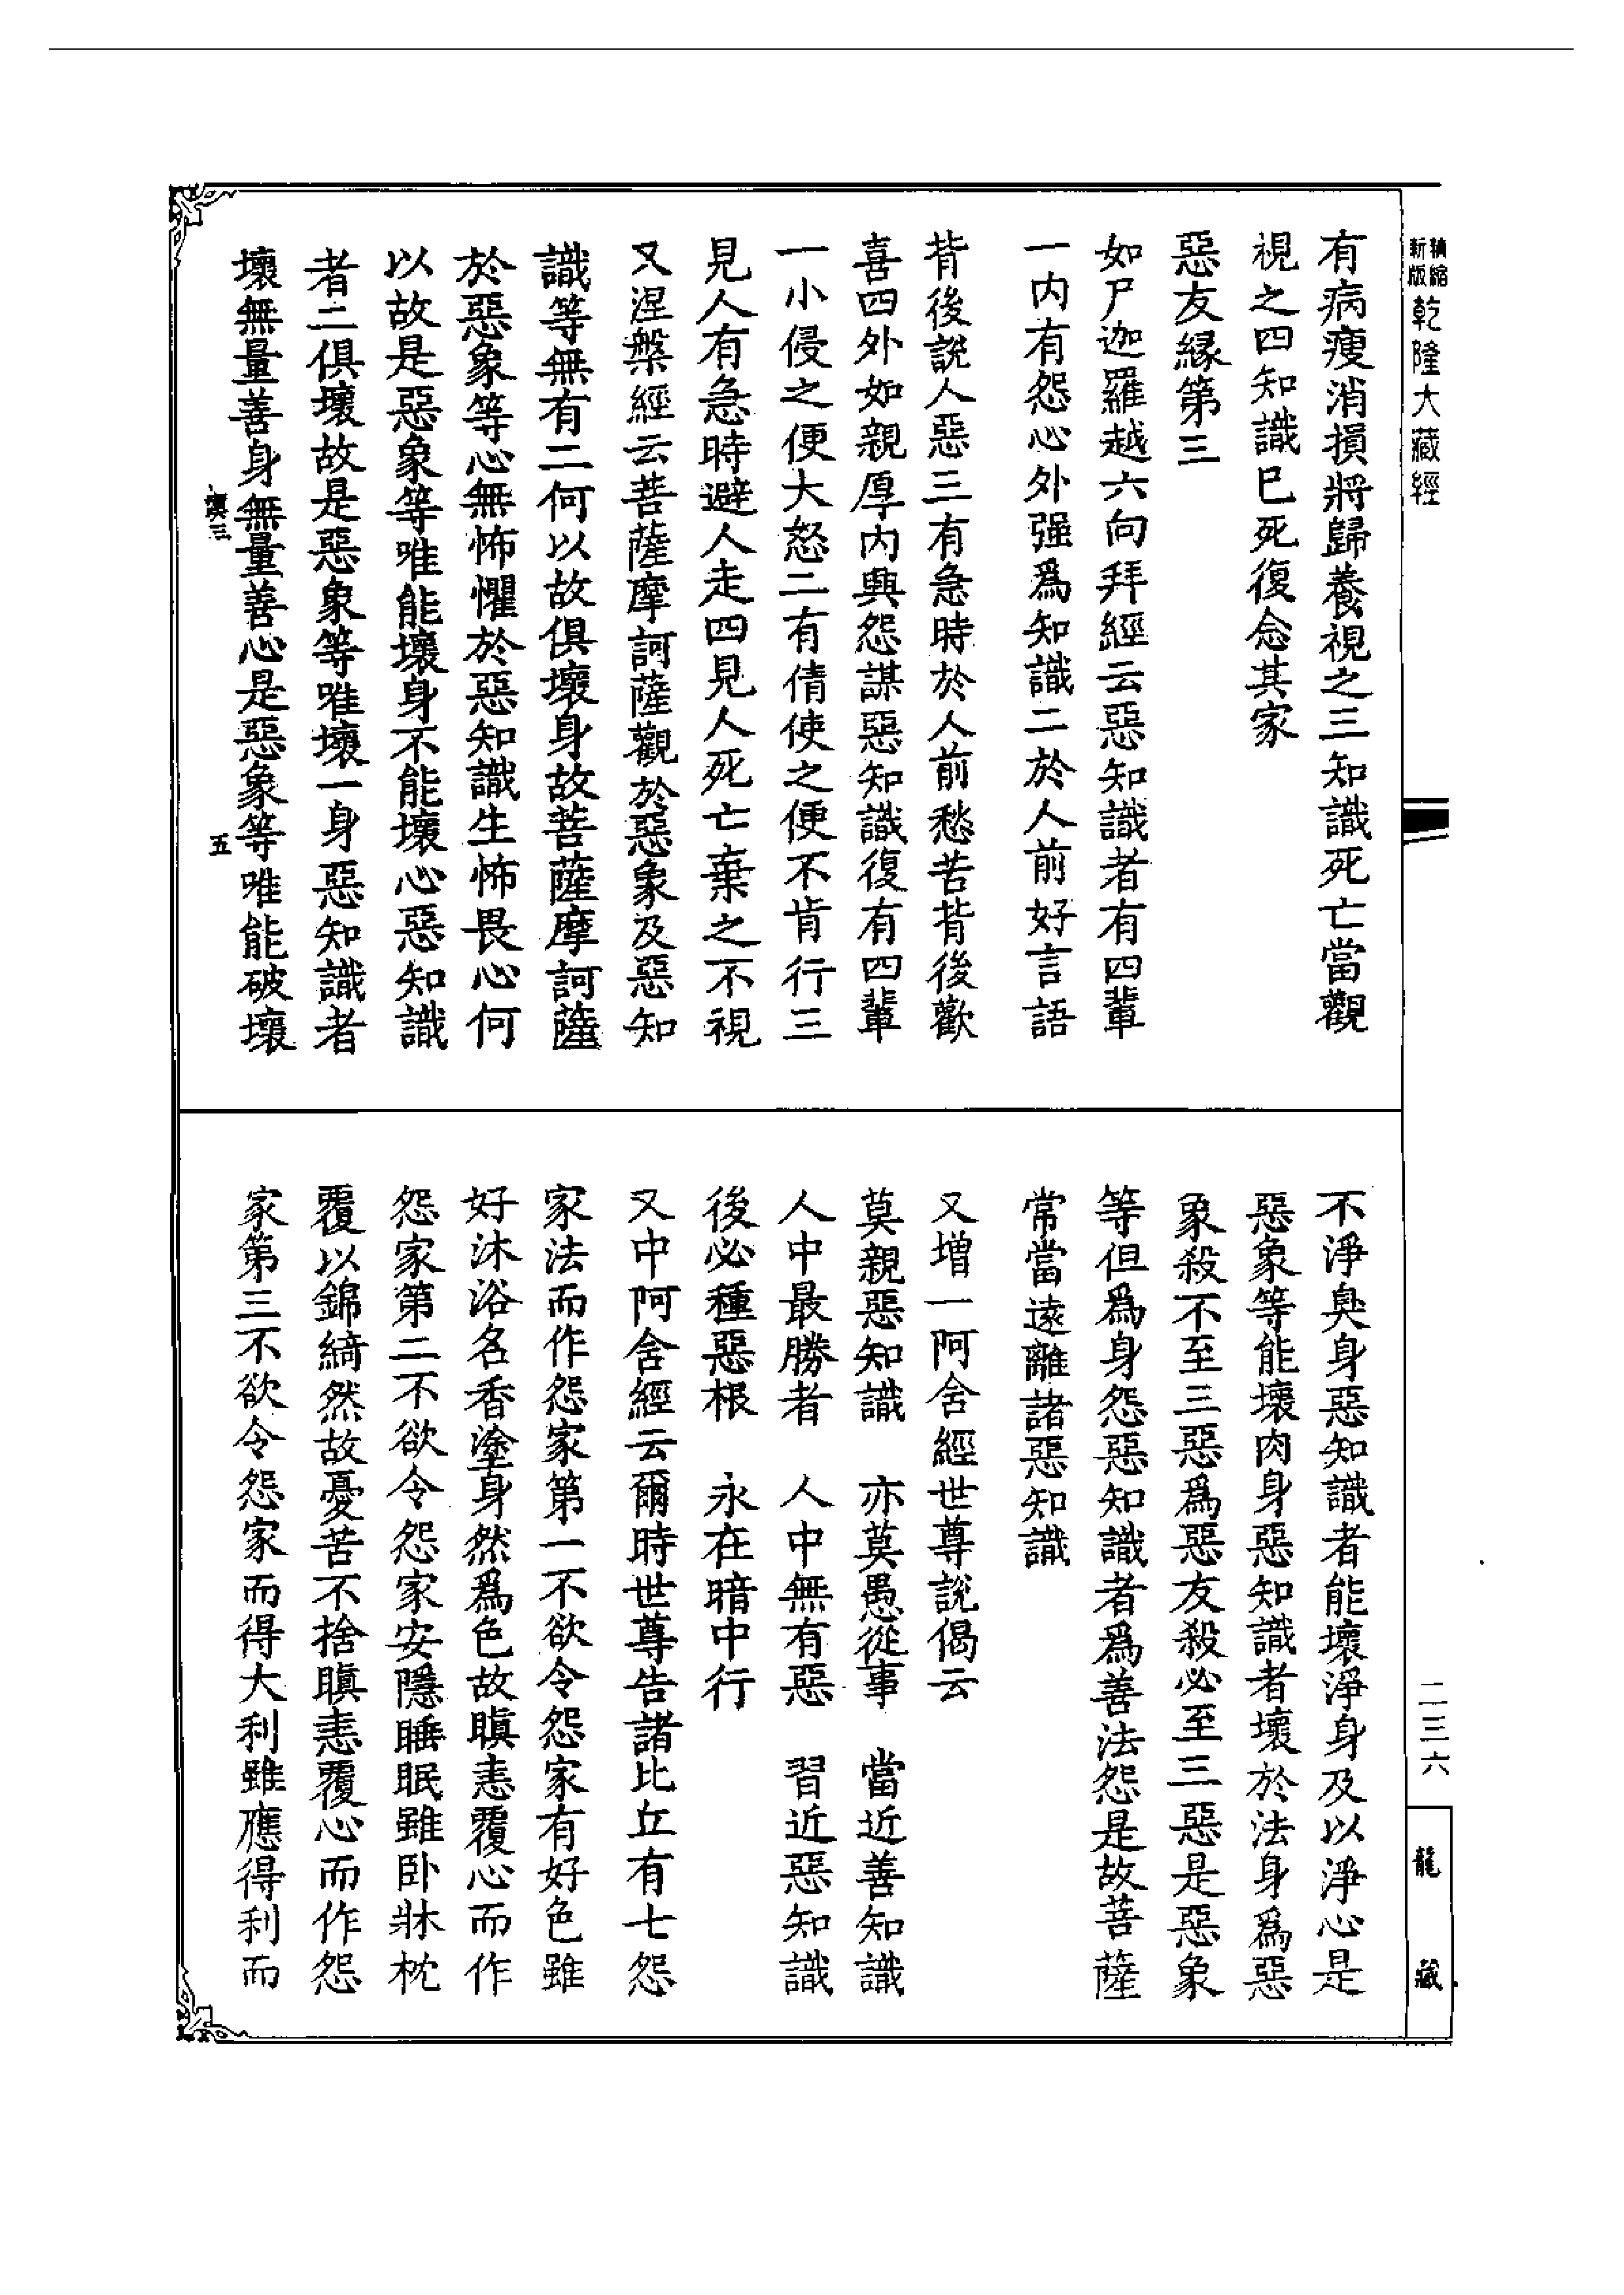 新版精縮
乾隆大藏經
有病瘦消損將歸養視之三知識死亡當觀
視之四知識已死復念其家
惡友緣第三
如尸迦羅越六向拜經云惡知識者有四輩
一內有怨心外强爲知識二於人前好言語
背後說人惡三有急時於人前愁苦背後歡
喜四外如親厚內興怨謀惡知識復有四輩
一小侵之便大怒二有倩使之便不肯行三
見人有急時避人走四見人死亡棄之不視
又涅槃經云菩薩摩訶薩觀於惡象及惡知
識等無有二何以故俱壞身故菩薩摩訶薩
於惡象等心無怖懼於惡知識生怖畏心何
以故是惡象等唯能壞身不能壞心惡知識
者二俱壞故是惡象等唯壞一身惡知識者
壞無量善身無量善心是惡象等唯能破壞
三
五
不淨臭身惡知識者能壞淨身及以淨心是
惡象等能壞肉身惡知識者壞於法身爲惡
象殺不至三惡爲惡友殺必至三惡是惡象
等但爲身怨惡知識者爲善法怨是故菩薩
常當遠離諸惡知識
又增一阿含經世尊說偈云
莫親惡知識　亦莫愚從事　當近善知識
人中最勝者　人中無有惡　習近惡知識
後必種惡根　永在暗中行
又中阿含經云爾時世尊告諸比丘有七怨
家法而作怨家第一不欲令怨家有好色雖
好沐浴名香塗身然爲色故瞋恚覆心而作
怨家第二不欲令怨家安隱睡眠雖臥牀枕
覆以錦綺然故憂苦不捨瞋恚覆心而作怨
家第三不欲令怨家而得大利雖應得利而
二三六
龍藏